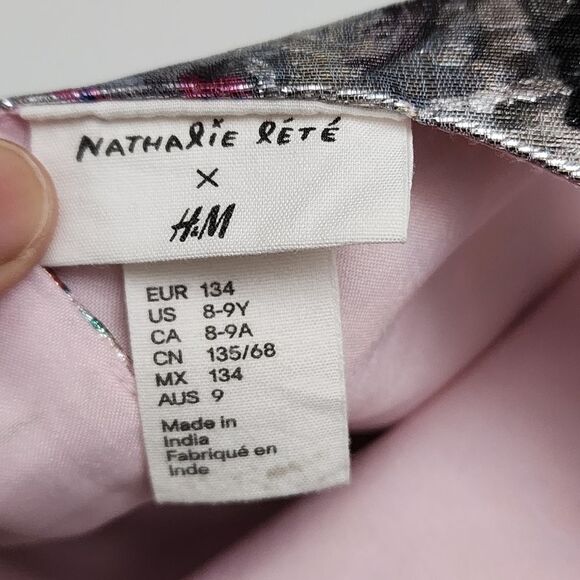 NATHALiE LÉTÉ
×
H&M
EUR 134
US 8-9Y
CA 8-9A
CN 135/68
MX 134
AUS 9
Made in
India
Fabriqué en
Inde